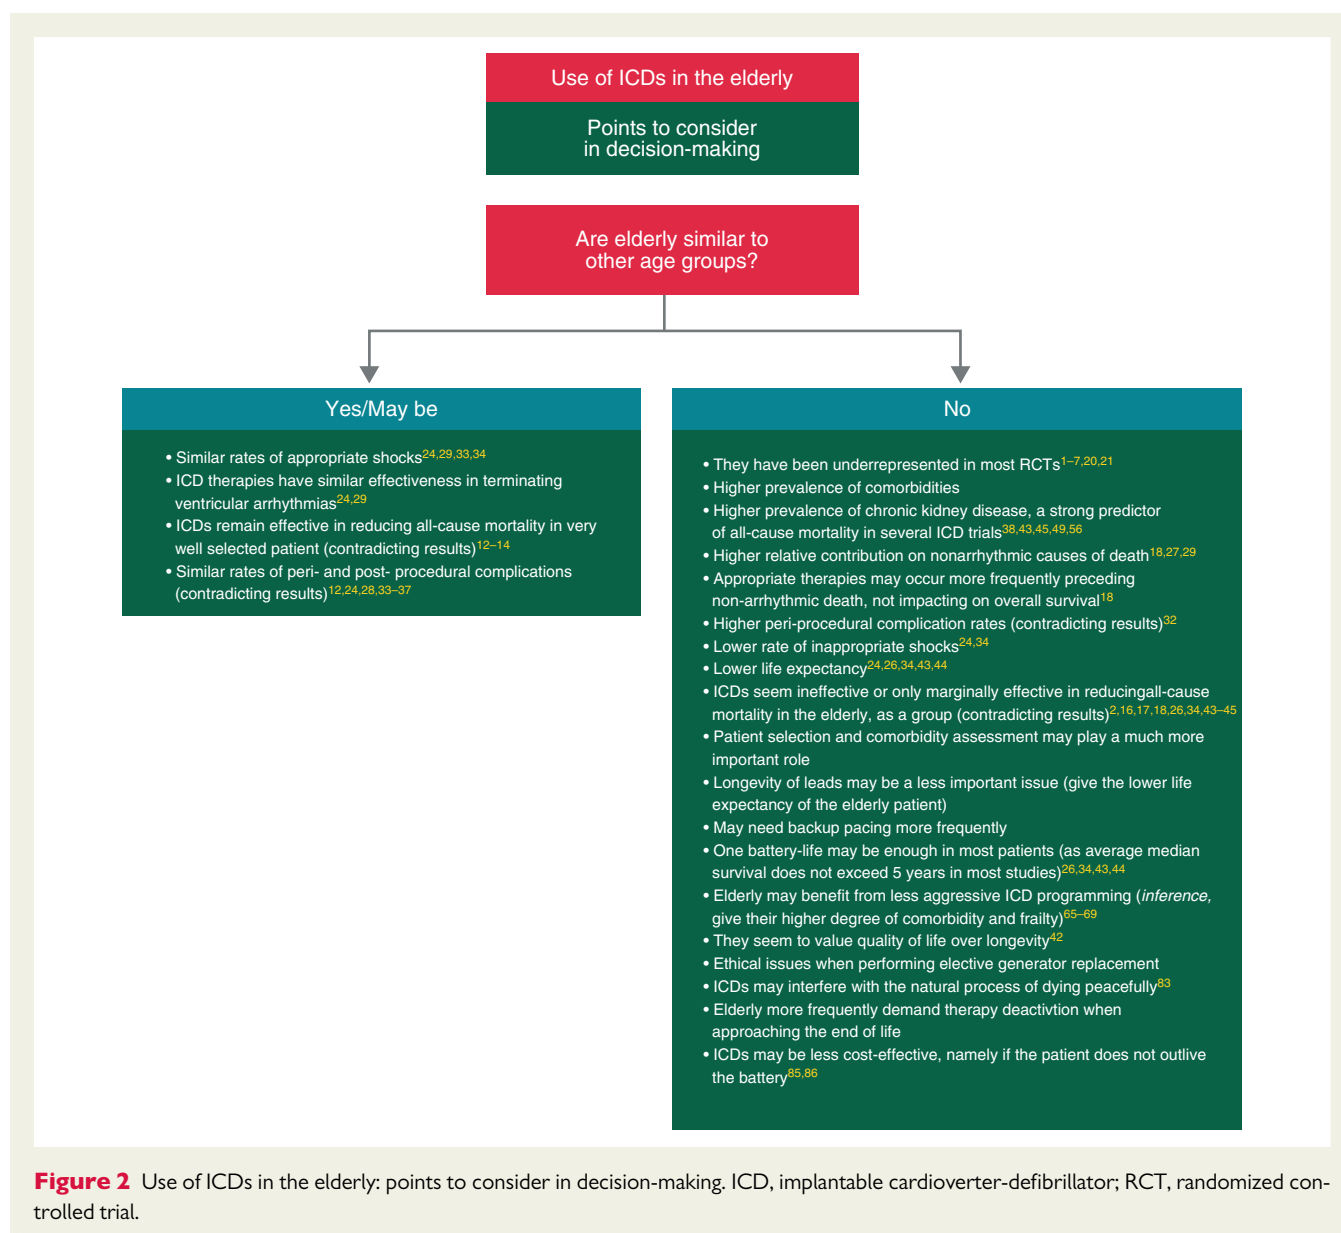 Use of ICDs in the elderly
Points to consider
in decision-making
Are elderly similar to
other age groups?
Yes/May be
• Similar rates of appropriate shocks24,29,33,34
• ICD therapies have similar effectiveness in terminating
ventricular arrhythmias24,29
• ICDs remain effective in reducing all-cause mortality in very
well selected patient (contradicting results)12–14
• Similar rates of peri- and post- procedural complications
(contradicting results)12,24,28,33–37
No
• They have been underrepresented in most RCTs1–7,20,21
• Higher prevalence of comorbidities
• Higher prevalence of chronic kidney disease, a strong predictor
of all-cause mortality in several ICD trials38,43,45,49,56
• Higher relative contribution on nonarrhythmic causes of death18,27,29
• Appropriate therapies may occur more frequently preceding
non-arrhythmic death, not impacting on overall survival18
• Higher peri-procedural complication rates (contradicting results)32
• Lower rate of inappropriate shocks24,34
• Lower life expectancy24,26,34,43,44
• ICDs seem ineffective or only marginally effective in reducingall-cause
mortality in the elderly, as a group (contradicting results)2,16,17,18,26,34,43–45
• Patient selection and comorbidity assessment may play a much more
important role
• Longevity of leads may be a less important issue (give the lower life
expectancy of the elderly patient)
• May need backup pacing more frequently
• One battery-life may be enough in most patients (as average median
survival does not exceed 5 years in most studies)26,34,43,44
• Elderly may benefit from less aggressive ICD programming (inference,
give their higher degree of comorbidity and frailty)65–69
• They seem to value quality of life over longevity42
• Ethical issues when performing elective generator replacement
• ICDs may interfere with the natural process of dying peacefully83
• Elderly more frequently demand therapy deactivtion when
approaching the end of life
• ICDs may be less cost-effective, namely if the patient does not outlive
the battery85,86
Figure 2 Use of ICDs in the elderly: points to consider in decision-making. ICD, implantable cardioverter-defibrillator; RCT, randomized con-
trolled trial.